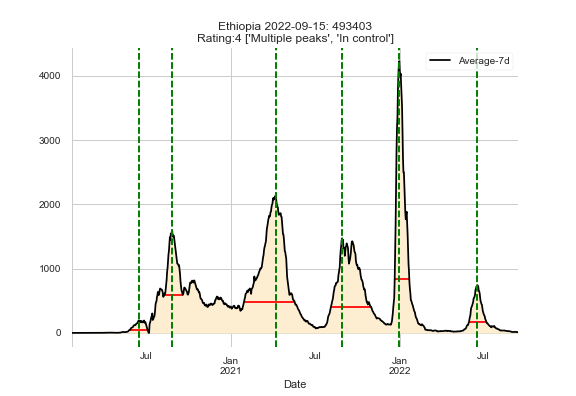 Ethiopia 2022-09-15: 493403
Rating:4 ['Multiple peaks', 'In control']
Average-7d
4000
3000
2000
1000
0
Jul
Jan
2021
Jul
Jan
2022
Jul
Date